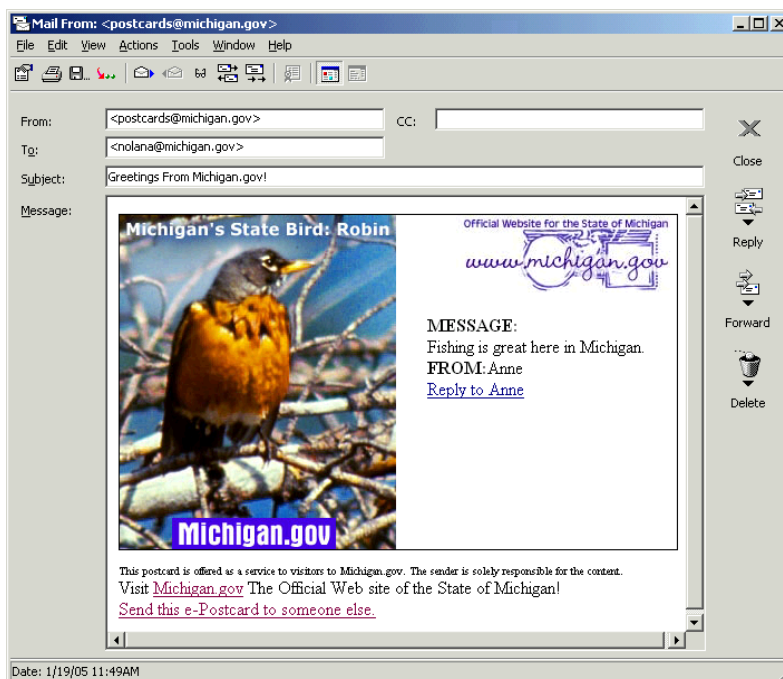 Mail From: <postcards@michigan.gov>
File Edit View Actions Tools Window Help
From: <postcards@michigan.gov> CC:
To: <nolana@michigan.gov>
Subject: Greetings From Michigan.gov!
Message:
Close
Reply
Forward
Delete
Michigan's State Bird: Robin
Michigan.gov
Official Website for the State of Michigan
www.michigan.gov
MESSAGE:
Fishing is great here in Michigan.
FROM:Anne
Reply to Anne
This postcard is offered as a service to visitors to Michigan.gov. The sender is solely responsible for the content.
Visit Michigan.gov The Official Web site of the State of Michigan!
Send this e-Postcard to someone else.
Date: 1/19/05 11:49AM